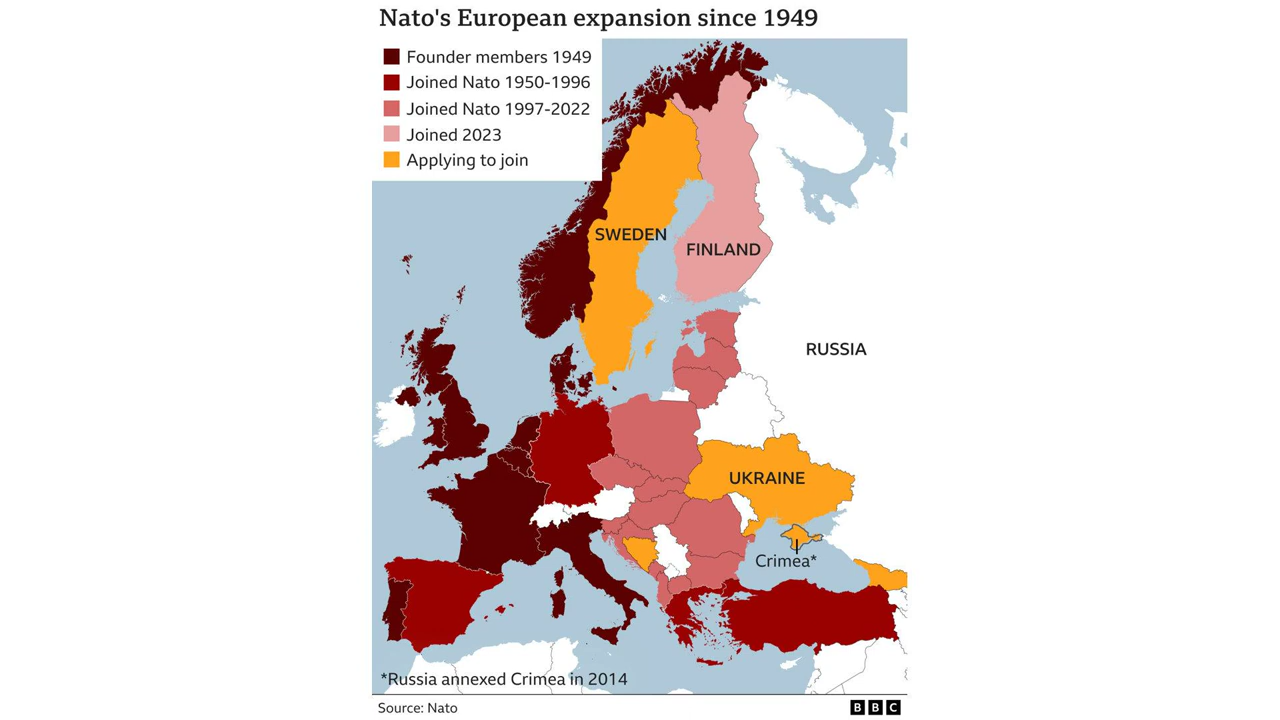 Nato's European expansion since 1949
Founder members 1949
Joined Nato 1950-1996
Joined Nato 1997-2022
Joined 2023
Applying to join
SWEDEN
FINLAND
RUSSIA
UKRAINE
Crimea*
*Russia annexed Crimea in 2014
Source: Nato
BBC